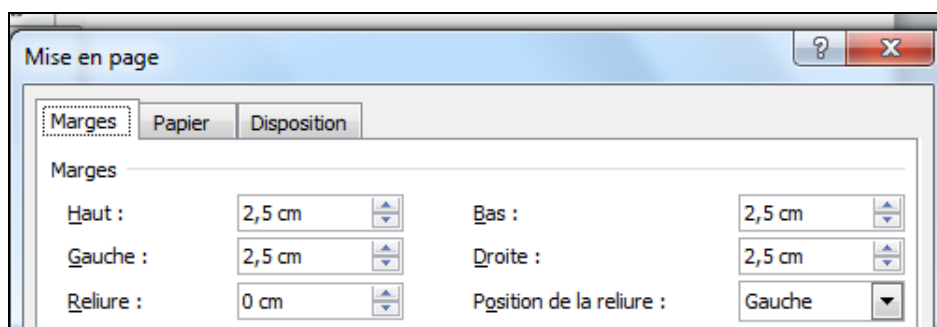 Mise en page
Marges Papier Disposition
Marges
Haut : 2,5 cm Bas : 2,5 cm
Gauche : 2,5 cm Droite : 2,5 cm
Reliure : 0 cm Position de la reliure : Gauche